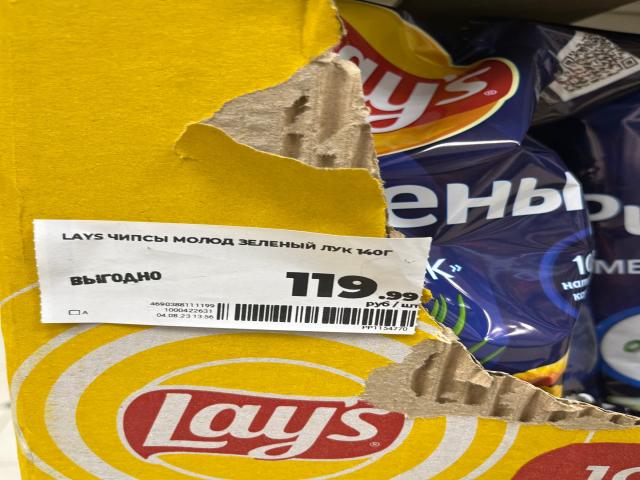 Lay's
LAYS ЧИПСЫ МОЛОД ЗЕЛЕНЫЙ ЛУК 140Г
ВЫГОДНО
119.99
руб / шт
4690388111199
1000422631
04.08.23 13:56
A
PP1154770
Lay's